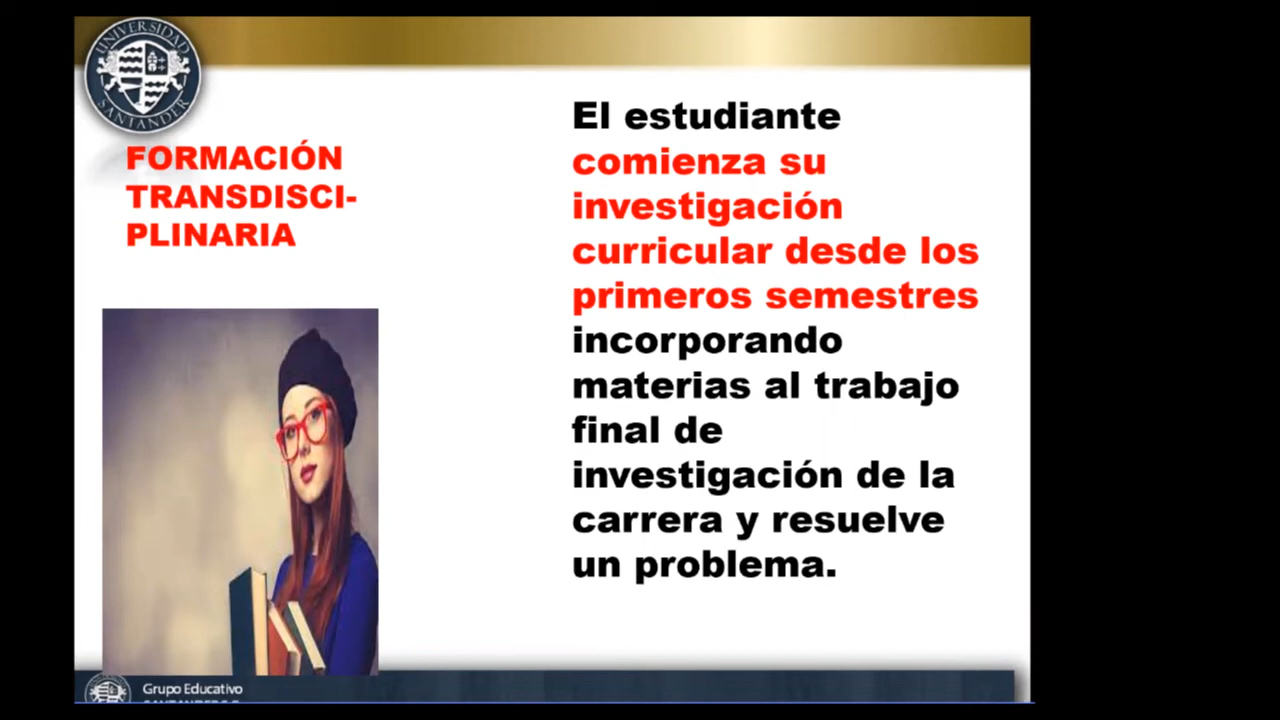 UNIVERSIDAD
SANTANDER
FORMACIÓN
TRANSDISCI-
PLINARIA
El estudiante
comienza su
investigación
curricular desde los
primeros semestres
incorporando
materias al trabajo
final de
investigación de la
carrera y resuelve
un problema.
Grupo Educativo